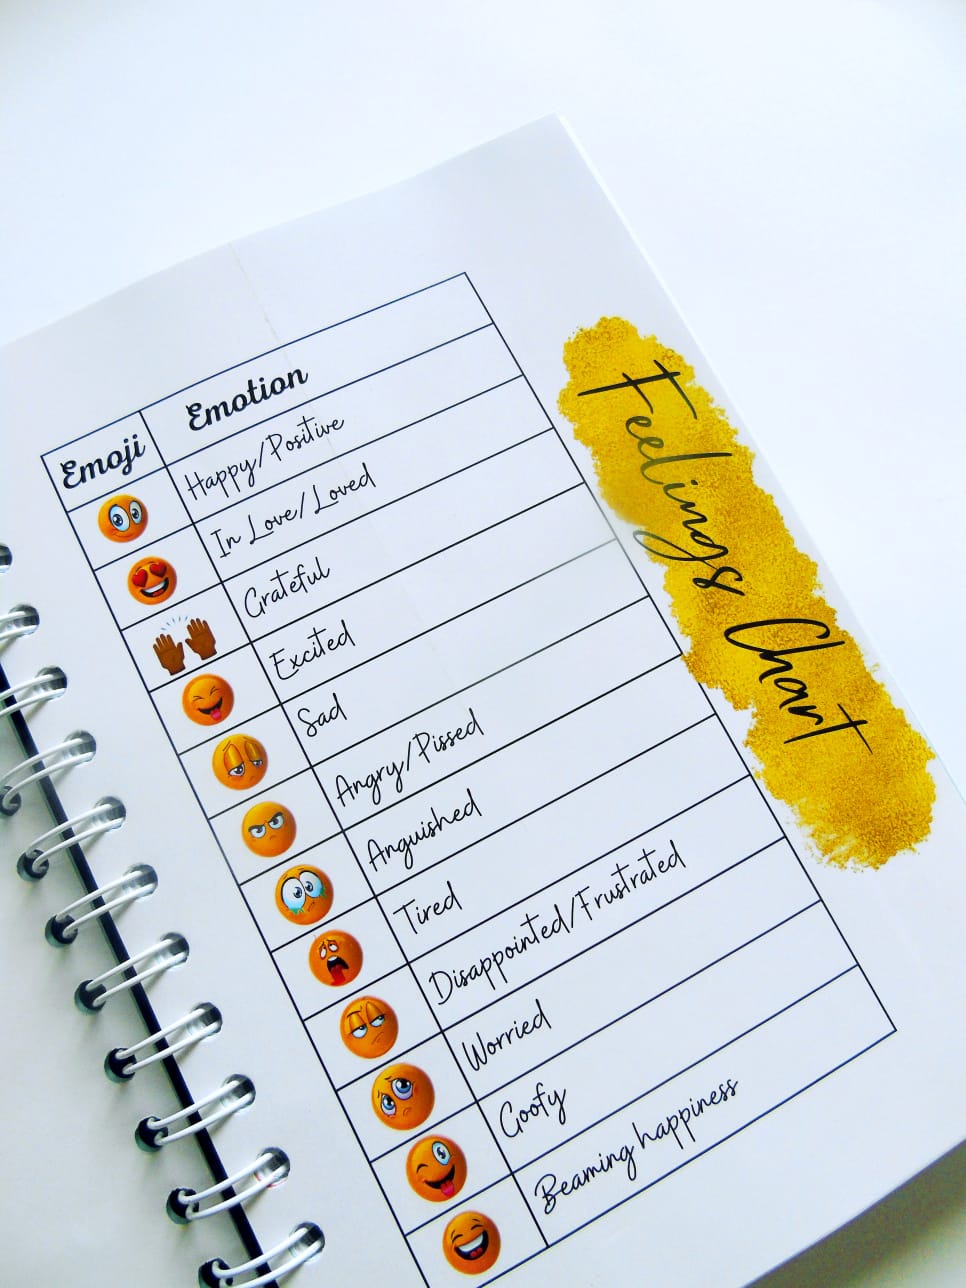 Feelings Chart
Emoji Emotion
Happy/Positive
In Love/Loved
Grateful
Excited
Sad
Angry/Pissed
Anguished
Tired
Disappointed/Frustrated
Worried
Goofy
Beaming happiness